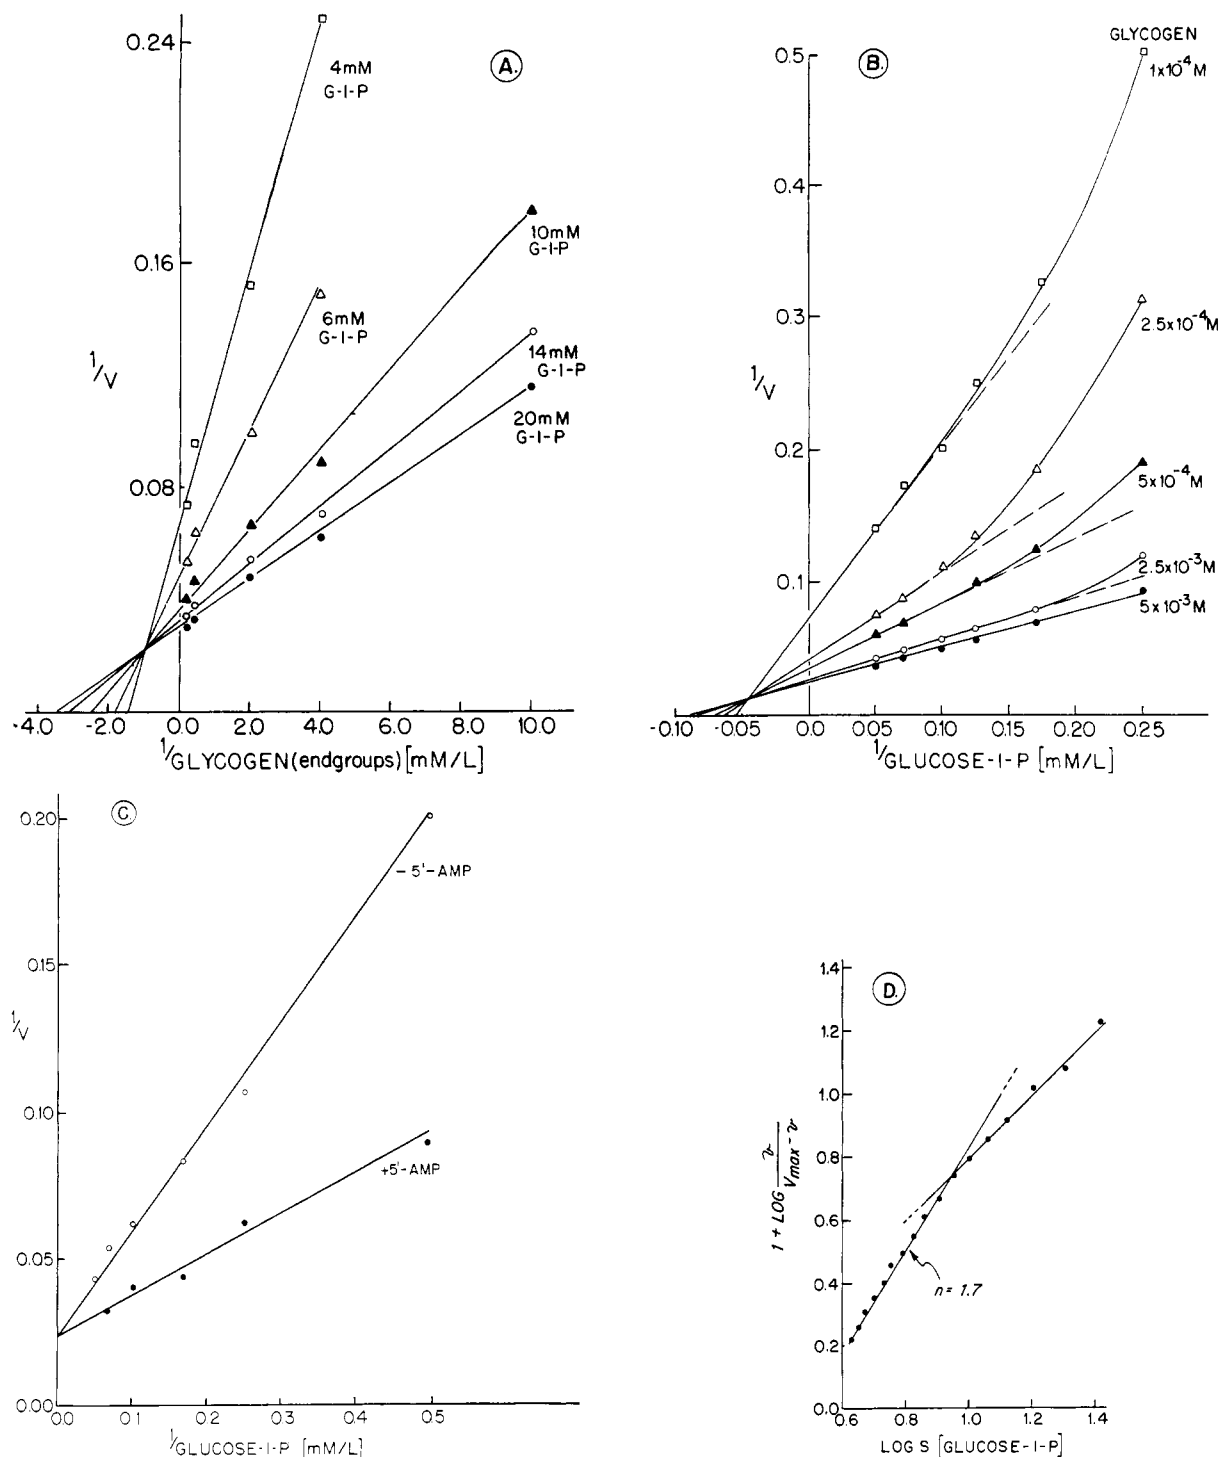 A.
0.24
0.16
0.08
1/V
4mM
G-1-P
6mM
G-1-P
10mM
G-1-P
14mM
G-1-P
20mM
G-1-P
-4.0 -2.0 0.0 2.0 4.0 6.0 8.0 10.0
1/GLYCOGEN(endgroups) [mM/L]
B.
GLYCOGEN
1x10⁻⁴M
2.5x10⁻⁴M
5x10⁻⁴M
2.5x10⁻³M
5x10⁻³M
0.5
0.4
0.3
0.2
0.1
1/V
-0.10 -0.05 0.0 0.05 0.10 0.15 0.20 0.25
1/GLUCOSE-1-P [mM/L]
C.
0.20
0.15
0.10
0.05
0.00
1/V
- 5'-AMP
+5'-AMP
0.0 0.1 0.2 0.3 0.4 0.5
1/GLUCOSE-1-P [mM/L]
D.
1.4
1.2
1.0
0.8
0.6
0.4
0.2
0.0
1 + LOG v/Vmax - v
n = 1.7
0.6 0.8 1.0 1.2 1.4
LOG S [GLUCOSE-1-P]